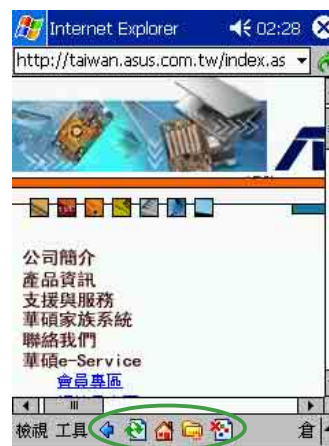 Internet Explorer 02:28
http://taiwan.asus.com.tw/index.as
公司簡介
產品資訊
支援與服務
華碩家族系統
聯絡我們
華碩e-Service
會員專區
檢視 工具 倉